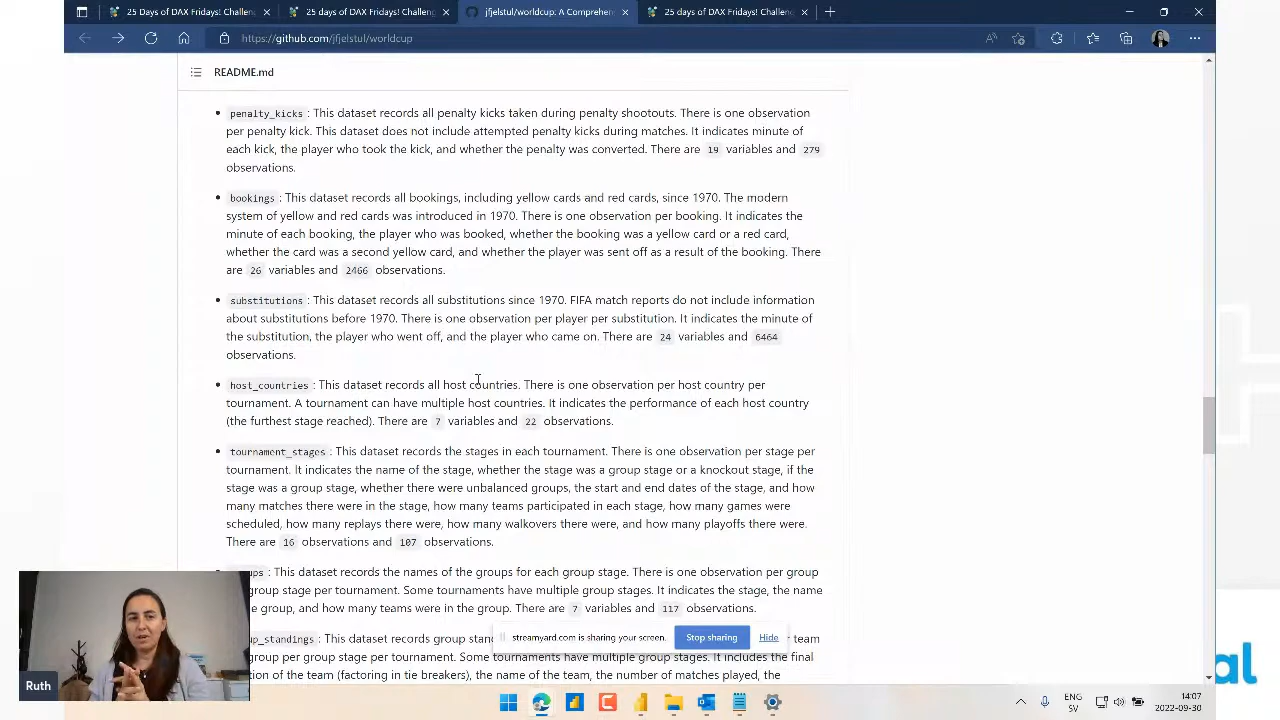 25 Days of DAX Fridays! Challen
25 Days of DAX Fridays! Challen
jfjelstul/worldcup: A Comprehen
25 days of DAX Fridays! Challen
https://github.com/jfjelstul/worldcup
README.md
penalty_kicks : This dataset records all penalty kicks taken during penalty shootouts. There is one observation
per penalty kick. This dataset does not include attempted penalty kicks during matches. It indicates minute of
each kick, the player who took the kick, and whether the penalty was converted. There are 19 variables and 279
observations.
bookings : This dataset records all bookings, including yellow cards and red cards, since 1970. The modern
system of yellow and red cards was introduced in 1970. There is one observation per booking. It indicates the
minute of each booking, the player who was booked, whether the booking was a yellow card or a red card,
whether the card was a second yellow card, and whether the player was sent off as a result of the booking. There
are 26 variables and 2466 observations.
substitutions : This dataset records all substitutions since 1970. FIFA match reports do not include information
about substitutions before 1970. There is one observation per player per substitution. It indicates the minute of
the substitution, the player who went off, and the player who came on. There are 24 variables and 6464
observations.
host_countries : This dataset records all host countries. There is one observation per host country per
tournament. A tournament can have multiple host countries. It indicates the performance of each host country
(the furthest stage reached). There are 7 variables and 22 observations.
tournament_stages : This dataset records the stages in each tournament. There is one observation per stage per
tournament. It indicates the name of the stage, whether the stage was a group stage or a knockout stage, if the
stage was a group stage, whether there were unbalanced groups, the start and end dates of the stage, and how
many matches there were in the stage, how many teams participated in each stage, how many games were
scheduled, how many replays there were, how many walkovers there were, and how many playoffs there were.
There are 16 observations and 107 observations.
ups : This dataset records the names of the groups for each group stage. There is one observation per group
group stage per tournament. Some tournaments have multiple group stages. It indicates the stage, the name
e group, and how many teams were in the group. There are 7 variables and 117 observations.
up_standings : This dataset records group stan
er team
group per group stage per tournament. Some tournaments have multiple group stages. It includes the final
ition of the team (factoring in tie breakers), the name of the team, the number of matches played, the
streamyard.com is sharing your screen.
Stop sharing
Hide
Ruth
al
ENG
SV
14:07
2022-09-30